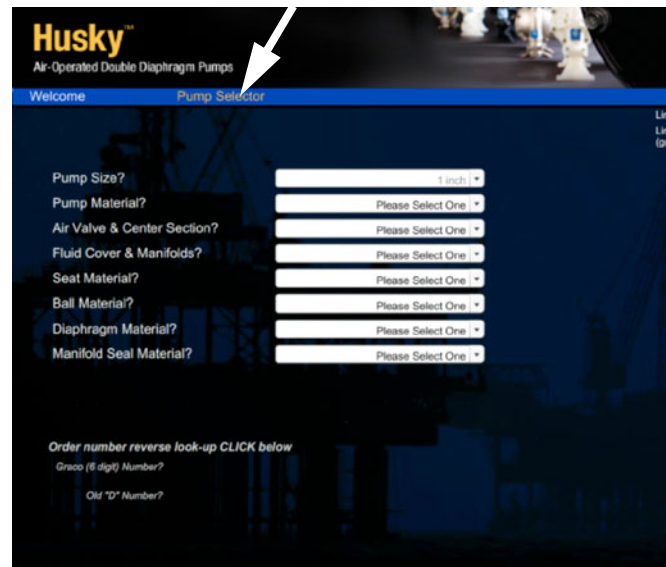 Husky™
Air-Operated Double Diaphragm Pumps
Welcome Pump Selector
Pump Size? 1 inch
Pump Material? Please Select One
Air Valve & Center Section? Please Select One
Fluid Cover & Manifolds? Please Select One
Seat Material? Please Select One
Ball Material? Please Select One
Diaphragm Material? Please Select One
Manifold Seal Material? Please Select One
Order number reverse look-up CLICK below
Graco (6 digit) Number?
Old "D" Number?